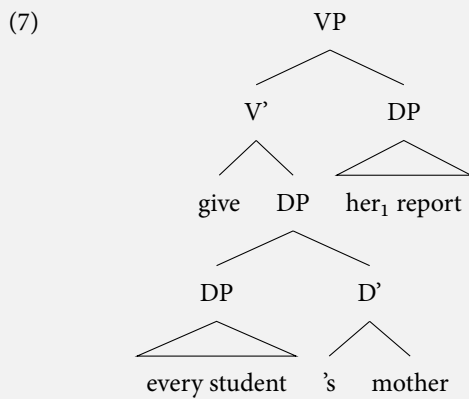 (7) VP
V’ DP
give DP her₁ report
DP D’
every student ’s mother